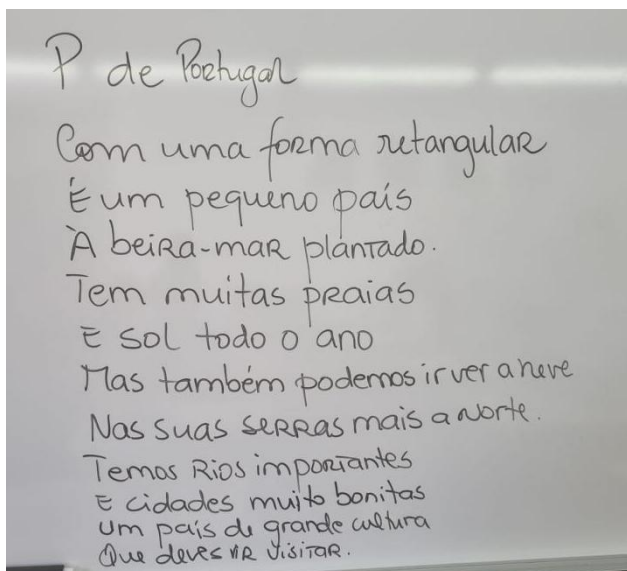 P de Portugal
Com uma forma retangular
É um pequeno país
À beira-mar plantado.
Tem muitas praias
E sol todo o ano
Mas também podemos ir ver a neve
Nas suas serras mais a Norte.
Temos Rios importantes
E cidades muito bonitas
Um país de grande cultura
Que deves vir visitar.